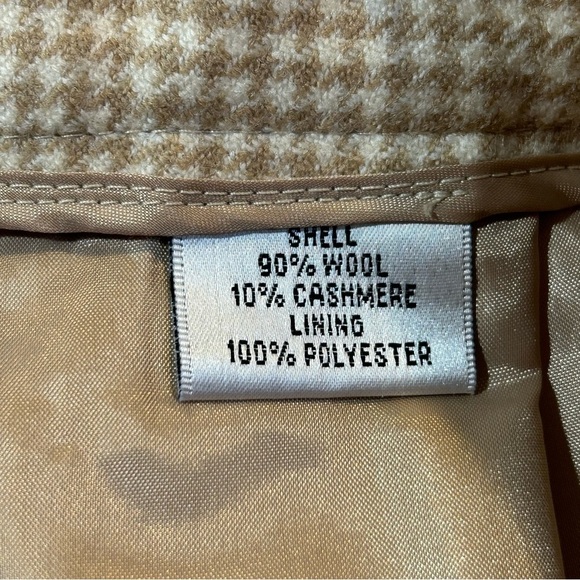 SHELL
90% WOOL
10% CASHMERE
LINING
100% POLYESTER